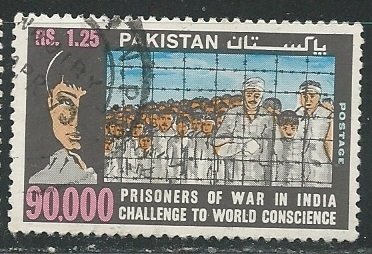 RS. 1.25
PAKISTAN پاکستان
POSTAGE
90,000
PRISONERS OF WAR IN INDIA
CHALLENGE TO WORLD CONSCIENCE